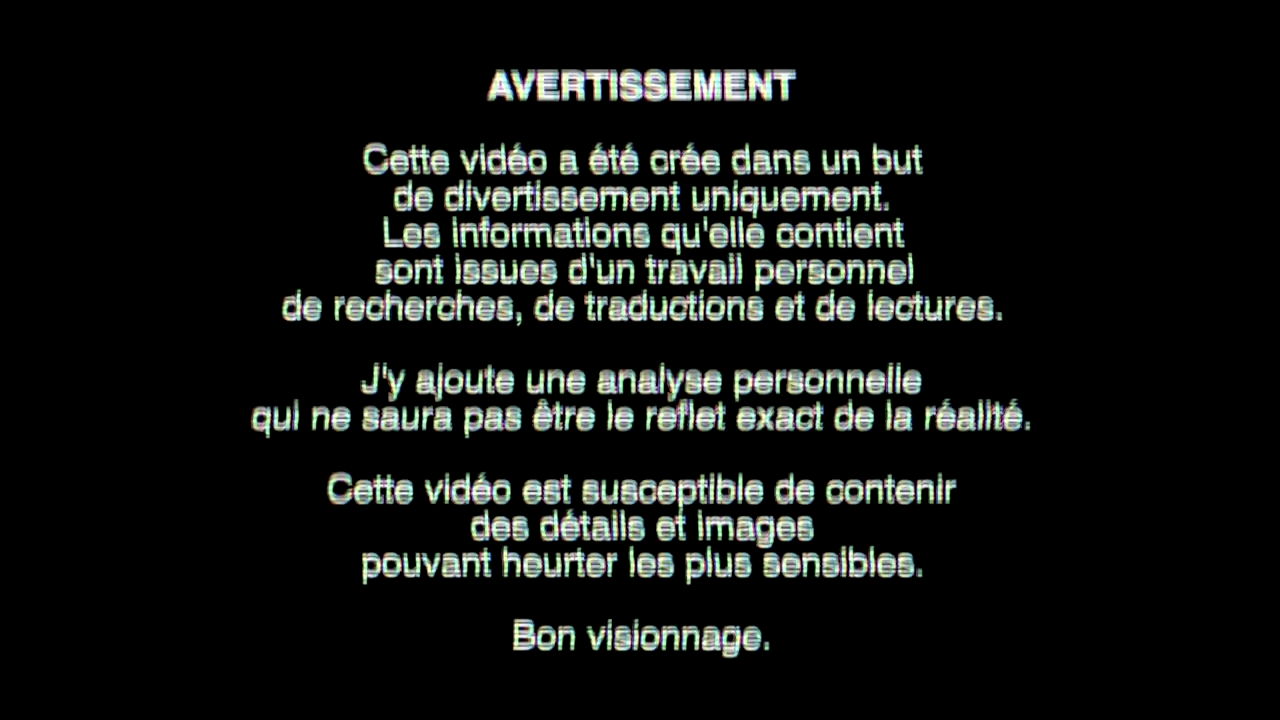 AVERTISSEMENT
Cette vidéo a été crée dans un but
de divertissement uniquement.
Les informations qu'elle contient
sont issues d'un travail personnel
de recherches, de traductions et de lectures.
J'y ajoute une analyse personnelle
qui ne saura pas être le reflet exact de la réalité.
Cette vidéo est susceptible de contenir
des détails et images
pouvant heurter les plus sensibles.
Bon visionnage.